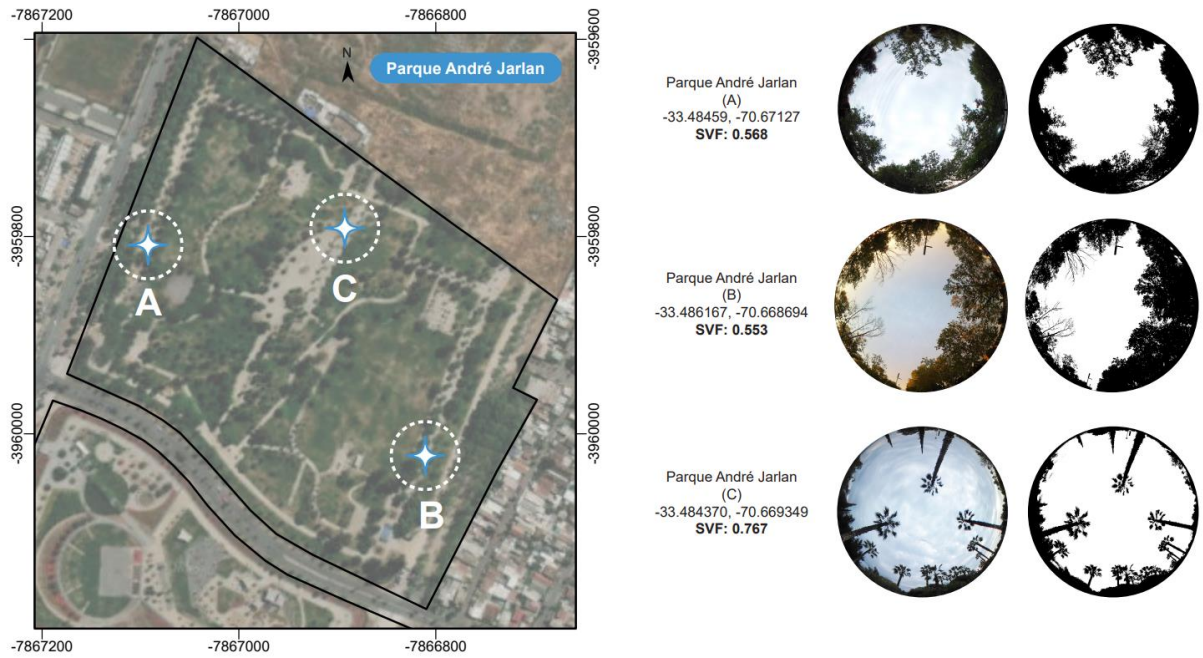 -7867200 -7867000 -7866800
-3959600
N
Parque André Jarlan
-3959800 -3959800
A
C
B
-3960000 -3960000
-7867200 -7867000 -7866800
Parque André Jarlan
(A)
-33.48459, -70.67127
SVF: 0.568
Parque André Jarlan
(B)
-33.486167, -70.668694
SVF: 0.553
Parque André Jarlan
(C)
-33.484370, -70.669349
SVF: 0.767